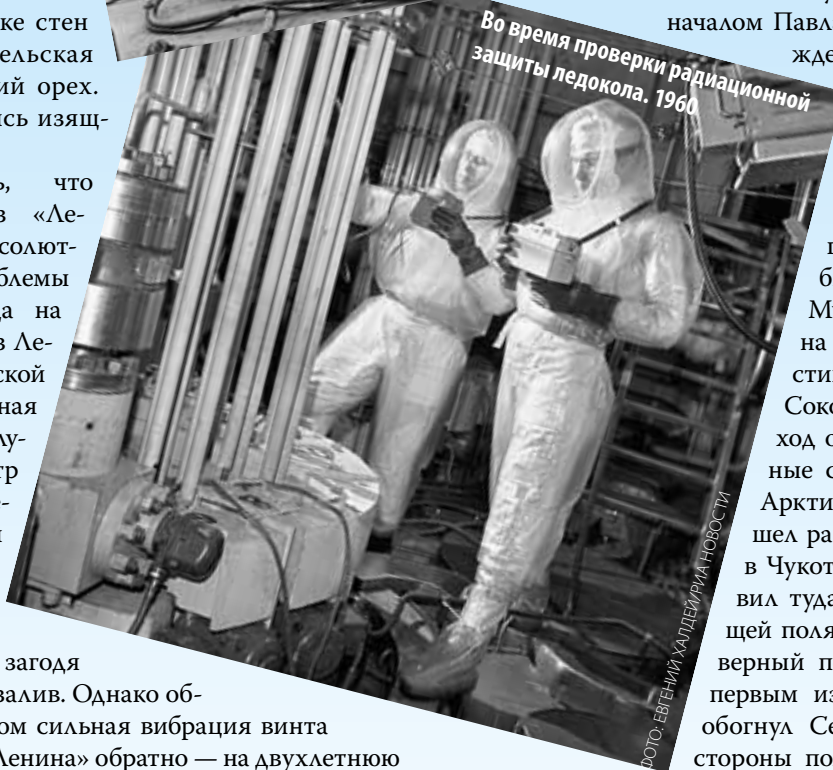 ке стен
ельская
ий орех.
сь изящ-
ь, что
в «Ле-
солют-
блемы
да на
в Ле-
ской
ная
лу-
тр
загодя
валив. Однако об-
ом сильная вибрация винта
Ленина» обратно — на двухлетнюю
Во время проверки радиационной
защиты ледокола. 1960
ФОТО: ЕВГЕНИЙ ХАЛДЕЙ/РИА НОВОСТИ
началом Павл
жде
на
сти
Соко
ход о
ные с
Аркти
шел ра
в Чукот
вил туда
щей поля
верный п
первым из
обогнул Се
стороны по